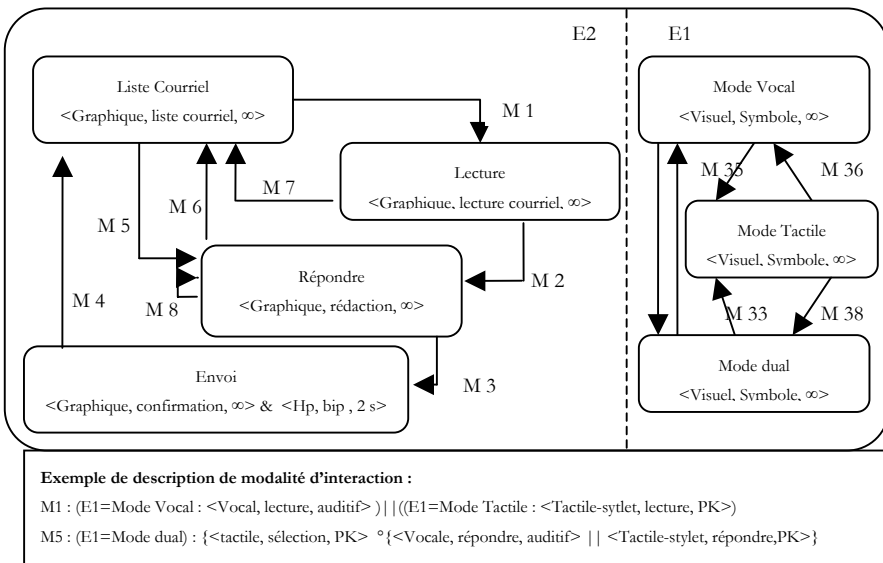 E2
E1
Liste Courriel
<Graphique, liste courriel, ∞>
M 1
Lecture
<Graphique, lecture courriel, ∞>
M 7
M 6
M 5
Répondre
<Graphique, rédaction, ∞>
M 2
M 4
M 8
Envoi
<Graphique, confirmation, ∞> & <Hp, bip , 2 s>
M 3
Mode Vocal
<Visuel, Symbole, ∞>
M 35
M 36
Mode Tactile
<Visuel, Symbole, ∞>
M 33
M 38
Mode dual
<Visuel, Symbole, ∞>
Exemple de description de modalité d'interaction :
M1 : (E1=Mode Vocal : <Vocal, lecture, auditif> )||((E1=Mode Tactile : <Tactile-sytlet, lecture, PK>)
M5 : (E1=Mode dual) : {<tactile, sélection, PK> °{<Vocale, répondre, auditif> || <Tactile-stylet, répondre,PK>}